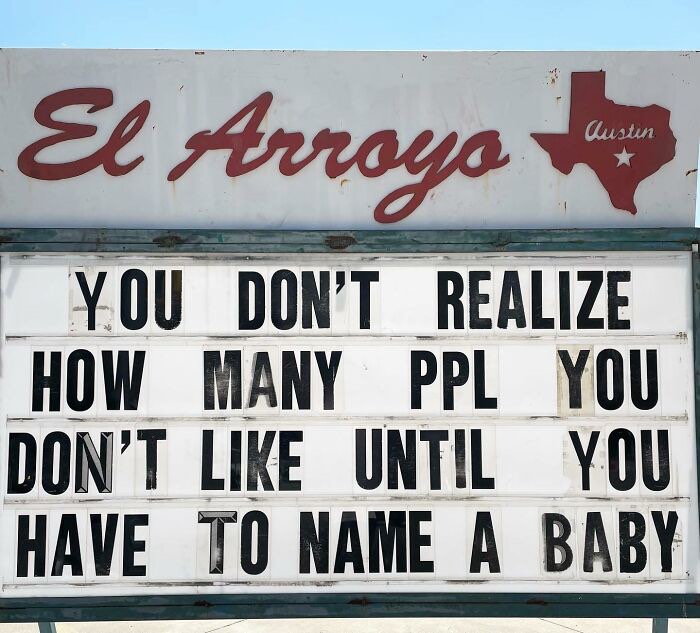 El Arroyo
Austin
YOU DON'T REALIZE
HOW MANY PPL YOU
DON'T LIKE UNTIL YOU
HAVE TO NAME A BABY